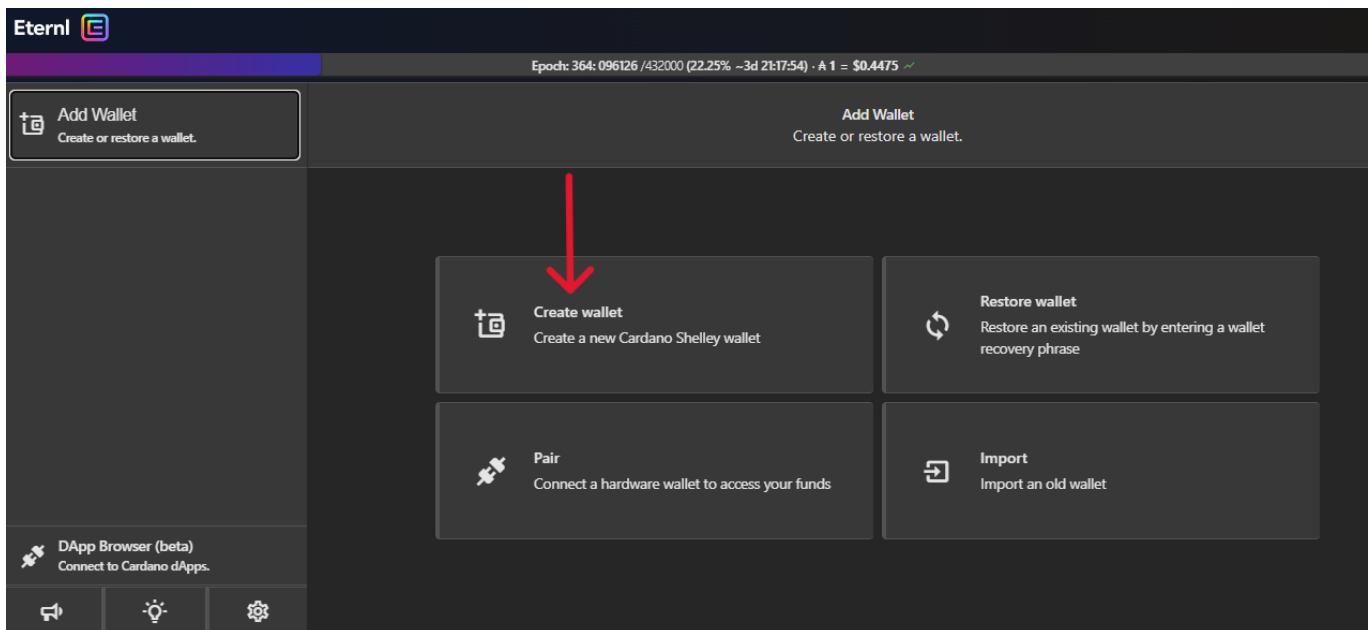 Eternl
Epoch: 364: 096126 /432000 (22.25% ~3d 21:17:54) · ₳ 1 = $0.4475
Add Wallet
Create or restore a wallet.
Add Wallet
Create or restore a wallet.
Create wallet
Create a new Cardano Shelley wallet
Restore wallet
Restore an existing wallet by entering a wallet
recovery phrase
Pair
Connect a hardware wallet to access your funds
Import
Import an old wallet
DApp Browser (beta)
Connect to Cardano dApps.